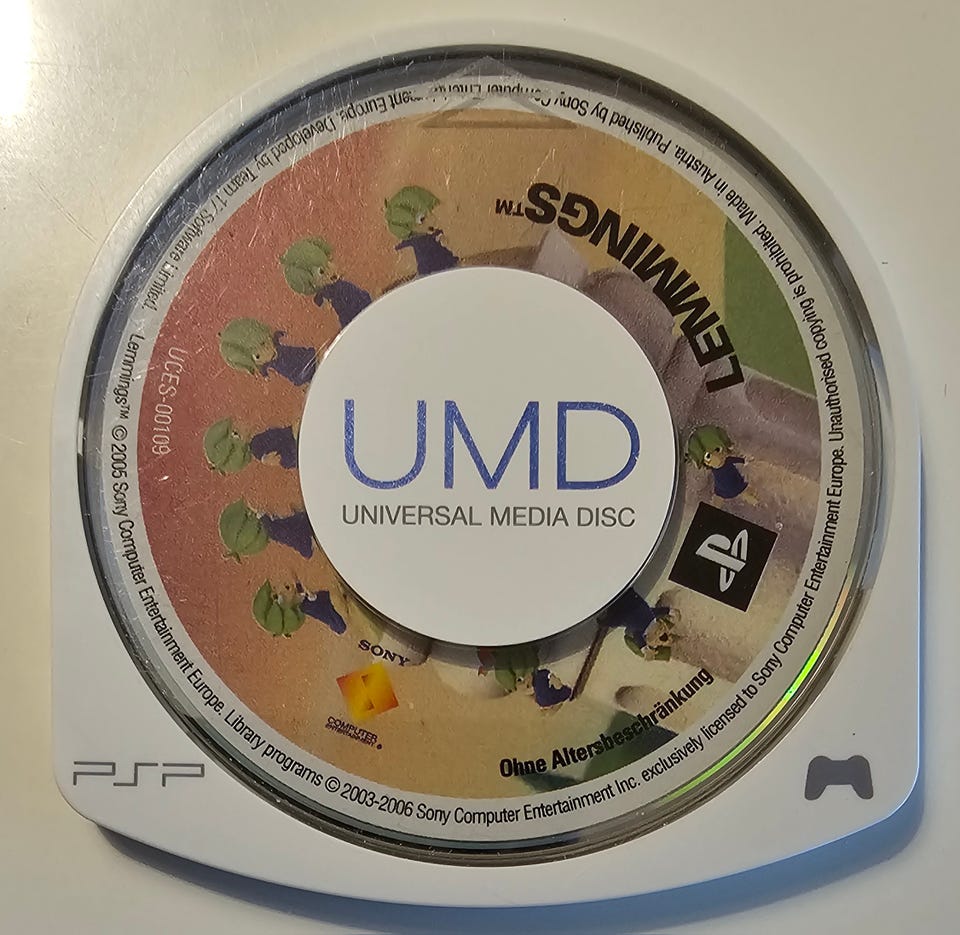 LEMMINGS™
UMD
UNIVERSAL MEDIA DISC
UCES-00109
SONY
COMPUTER
ENTERTAINMENT®
Ohne Altersbeschränkung
PSP
Lemmings™ © 2005 Sony Computer Entertainment Europe. Library programs © 2003-2006 Sony Computer Entertainment Inc. exclusively licensed to Sony Computer Entertainment Europe. Unauthorised copying is prohibited. Made in Austria. Published by Sony Computer Entertainment Europe. Developed by Team 17 Software Limited.